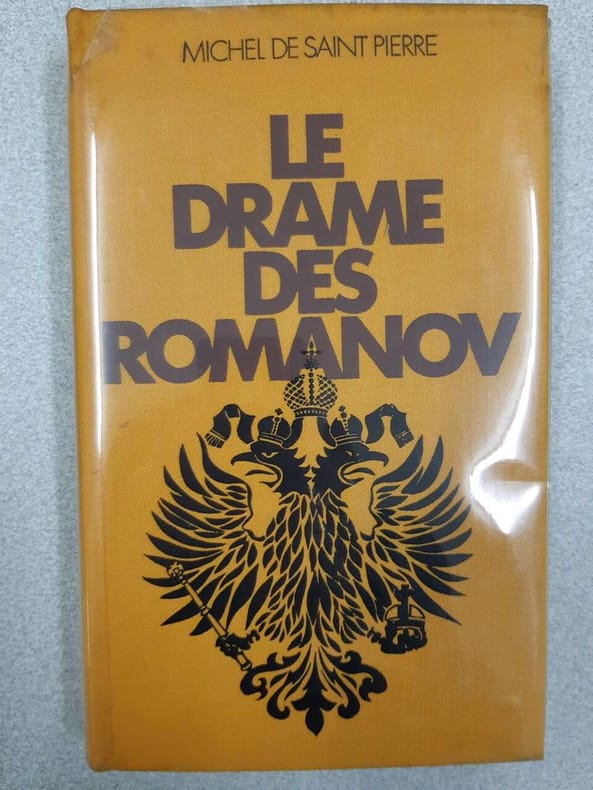 MICHEL DE SAINT PIERRE
LE
DRAME
DES
ROMANOV